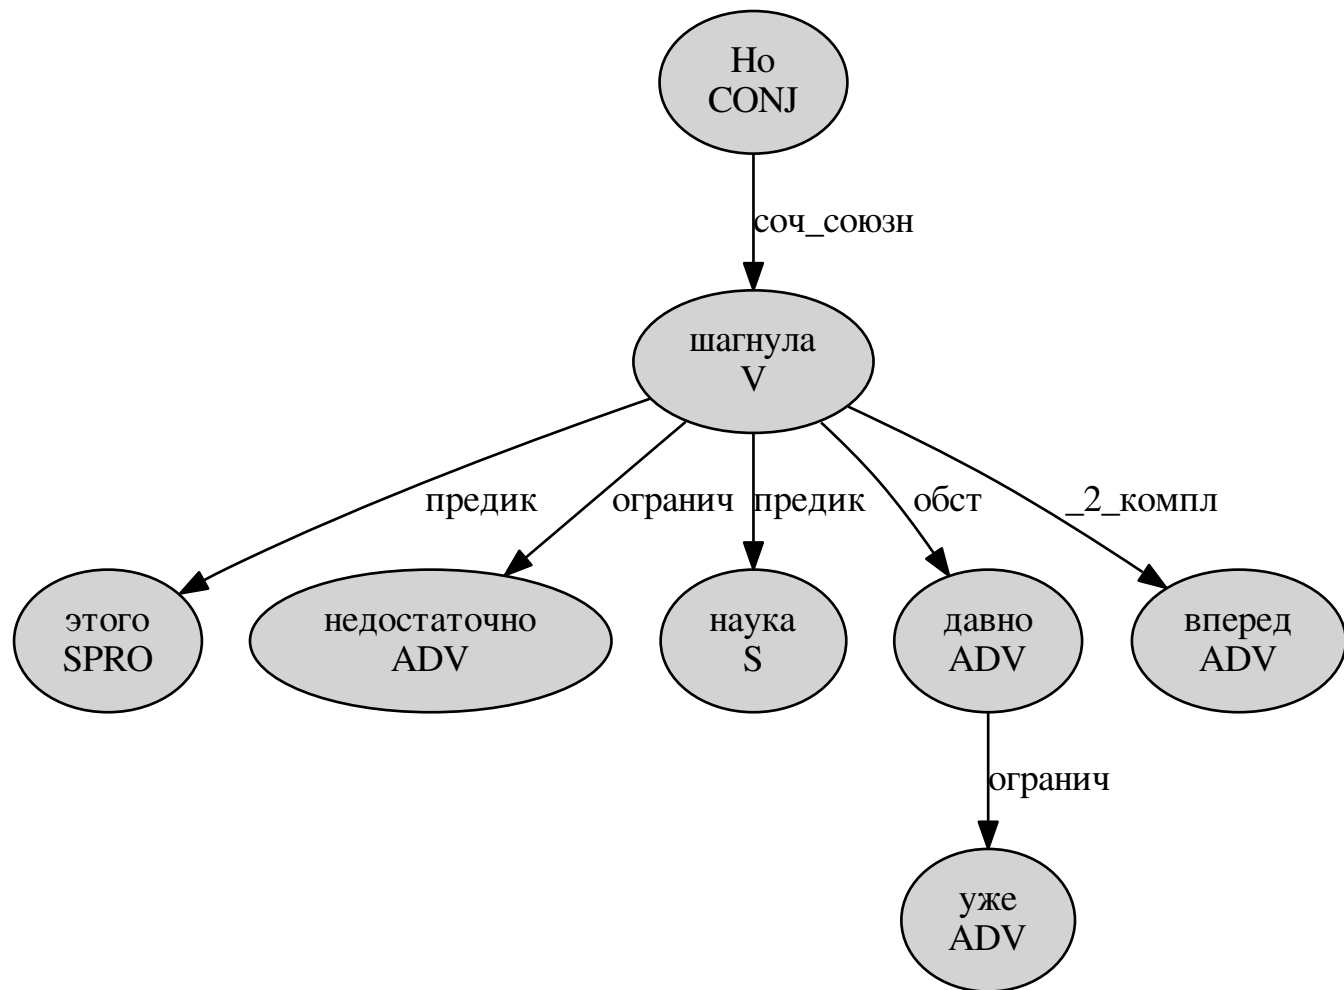 Но
CONJ
соч_союзн
шагнула
V
предик
огранич
предик
обст
_2_компл
этого
SPRO
недостаточно
ADV
наука
S
давно
ADV
вперед
ADV
огранич
уже
ADV